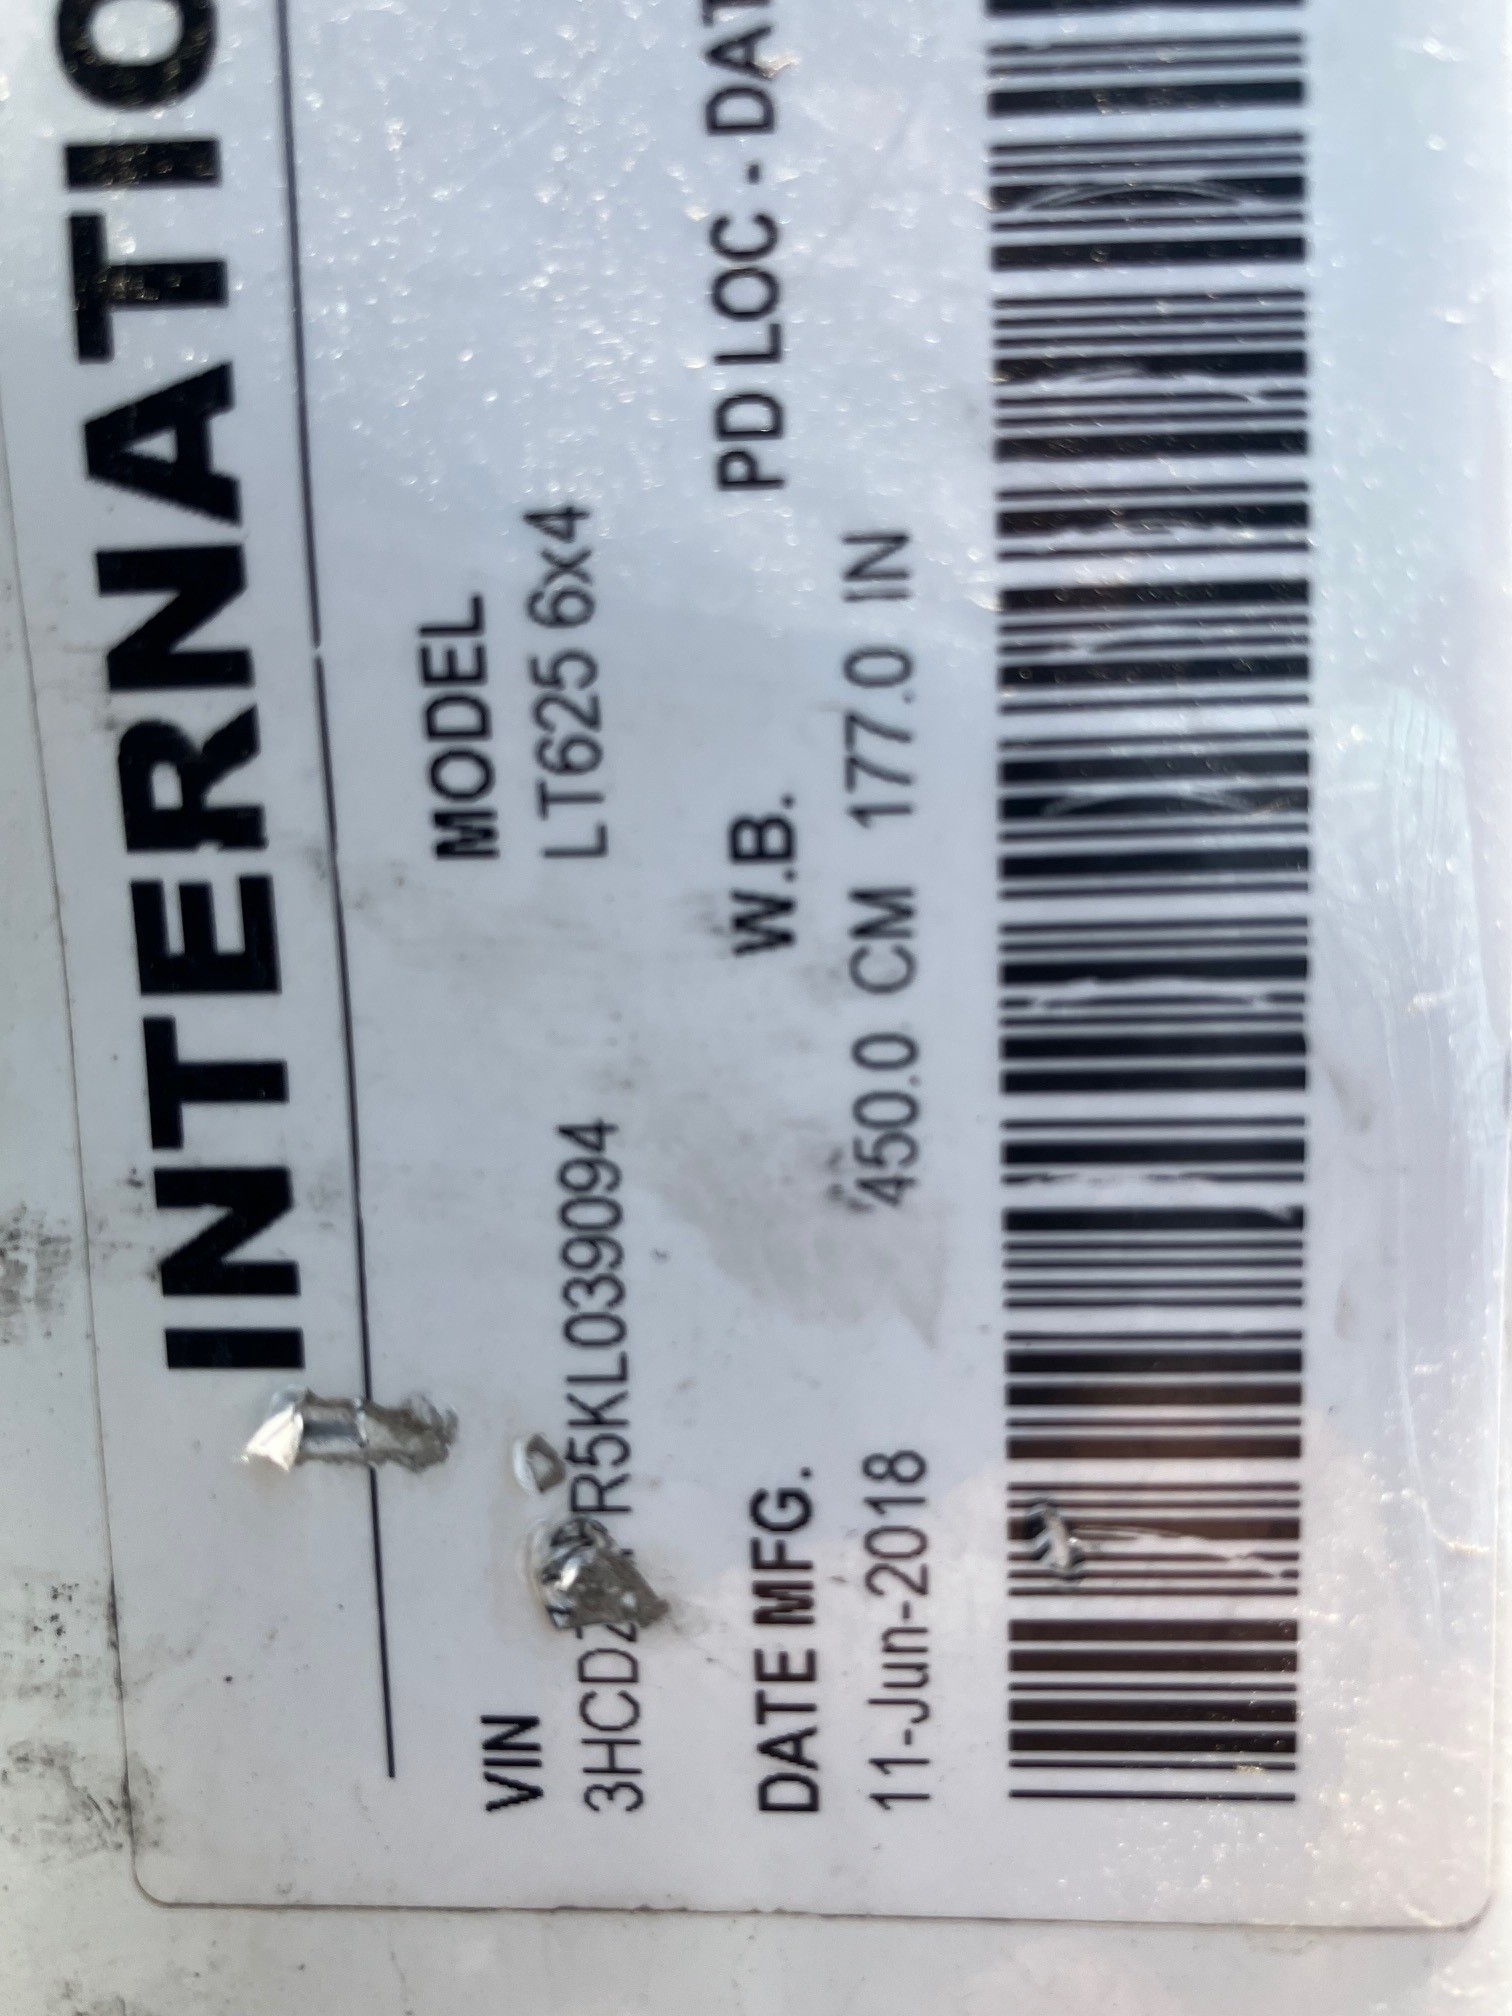 INTERNATIO
VIN
MODEL
LT625 6x4
DATE MFG.
W.B.
PD LOC - DAT
11-Jun-2018
450.0 CM 177.0 IN